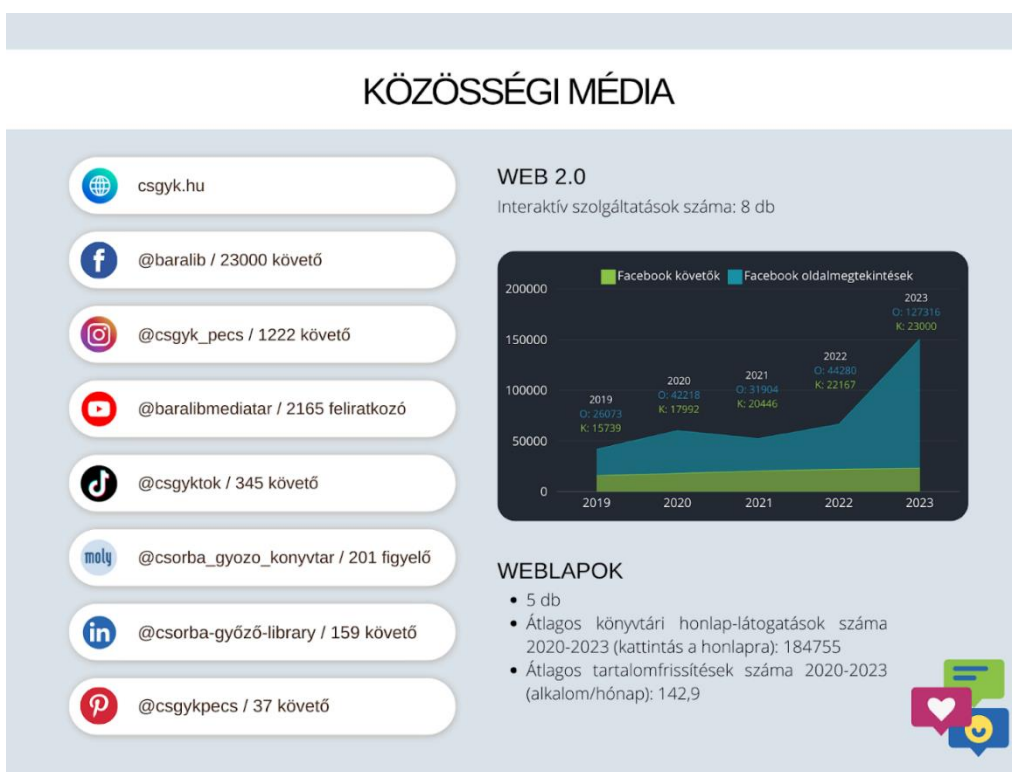 KÖZÖSSÉGI MÉDIA
csgyk.hu
@baralib / 23000 követő
@csgyk_pecs / 1222 követő
@baralibmediatar / 2165 feliratkozó
@csgyktok / 345 követő
moly
@csorba_gyozo_konyvtar / 201 figyelő
in
@csorba-győző-library / 159 követő
@csgykpecs / 37 követő
WEB 2.0
Interaktív szolgáltatások száma: 8 db
Facebook követők Facebook oldalmegtekintések
200000
150000
100000
50000
0
2019
O: 26073
K: 15739
2020
O: 42218
K: 17992
2021
O: 31904
K: 20446
2022
O: 44280
K: 22167
2023
O: 127316
K: 23000
2019 2020 2021 2022 2023
WEBLAPOK
• 5 db
• Átlagos könyvtári honlap-látogatások száma
2020-2023 (kattintás a honlapra): 184755
• Átlagos tartalomfrissítések száma 2020-2023
(alkalom/hónap): 142,9